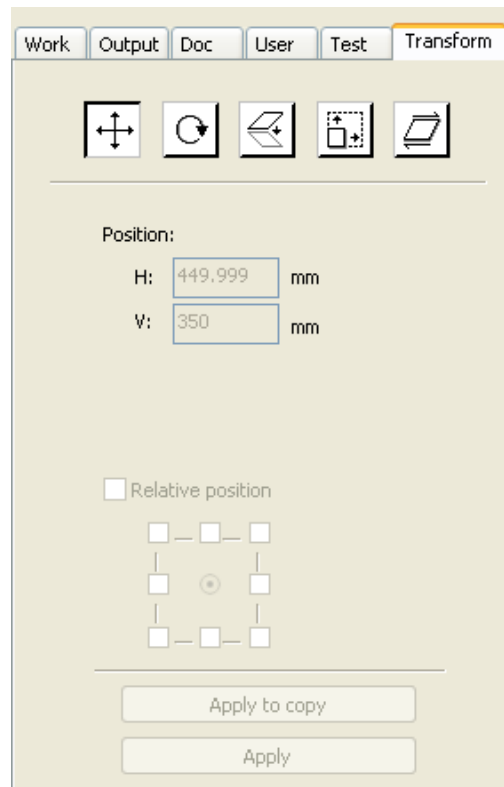 Work Output Doc User Test Transform
Position:
H: 449.999 mm
V: 350 mm
Relative position
Apply to copy
Apply